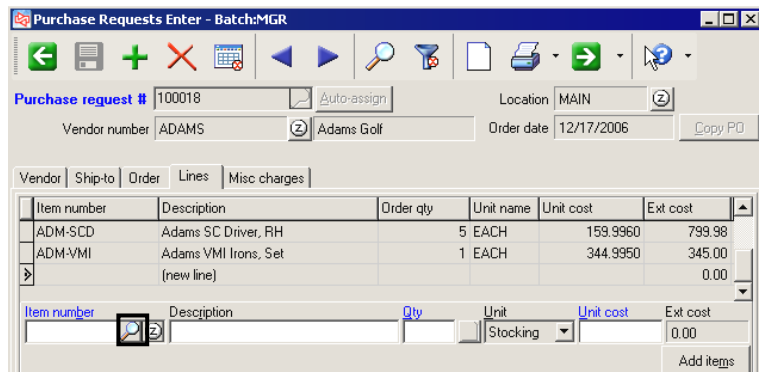 Purchase Requests Enter - Batch:MGR
Purchase request # 100018 Auto-assign Location MAIN
Vendor number ADAMS Adams Golf Order date 12/17/2006 Copy PO
Vendor Ship-to Order Lines Misc charges
Item number Description Order qty Unit name Unit cost Ext cost
ADM-SCD Adams SC Driver, RH 5 EACH 159.9960 799.98
ADM-VMI Adams VMI Irons, Set 1 EACH 344.9950 345.00
(new line) 0.00
Item number Description Qty Unit Unit cost Ext cost
Stocking 0.00
Add items